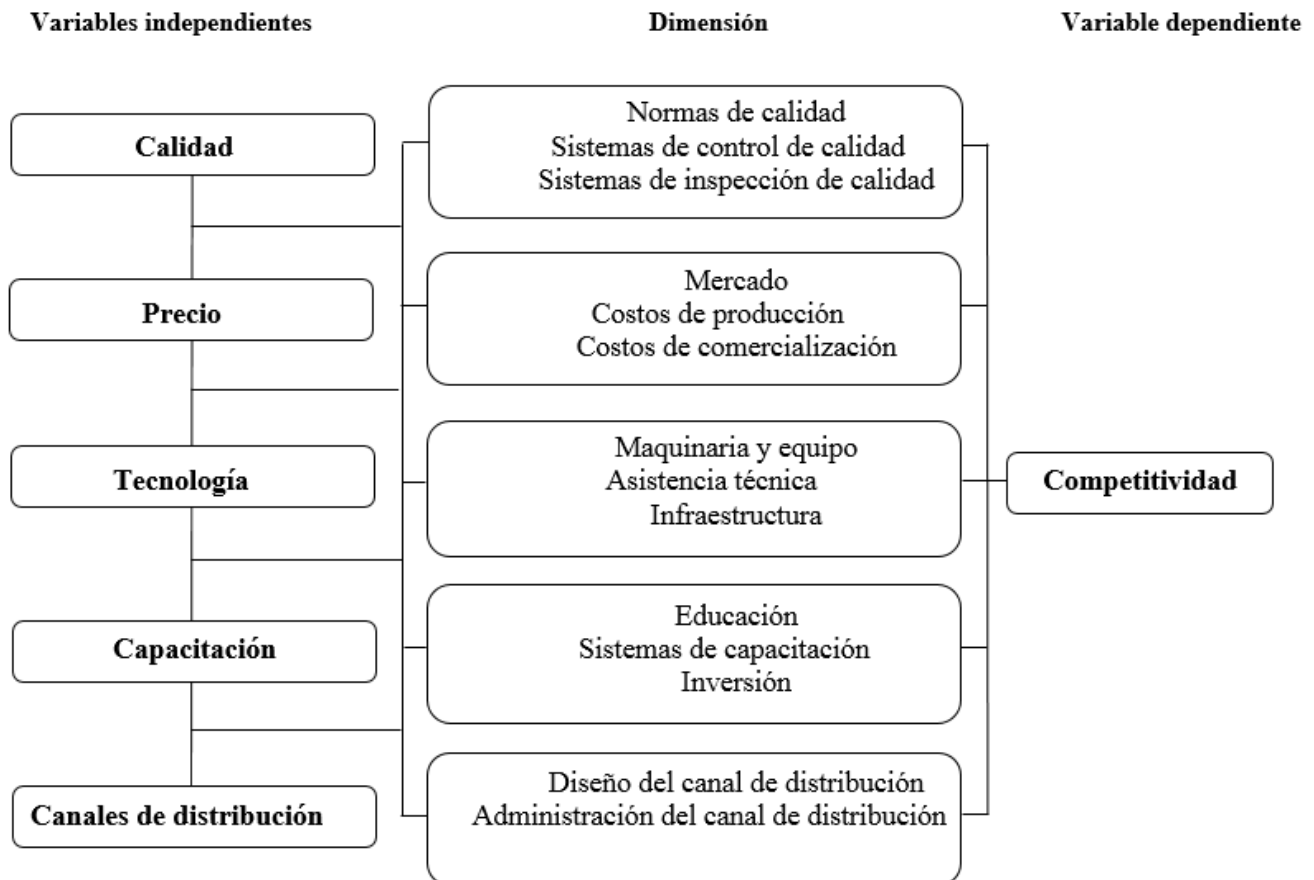 Variables independientes
Dimensión
Variable dependiente
Calidad
Normas de calidad
Sistemas de control de calidad
Sistemas de inspección de calidad
Precio
Mercado
Costos de producción
Costos de comercialización
Tecnología
Maquinaria y equipo
Asistencia técnica
Infraestructura
Competitividad
Capacitación
Educación
Sistemas de capacitación
Inversión
Canales de distribución
Diseño del canal de distribución
Administración del canal de distribución